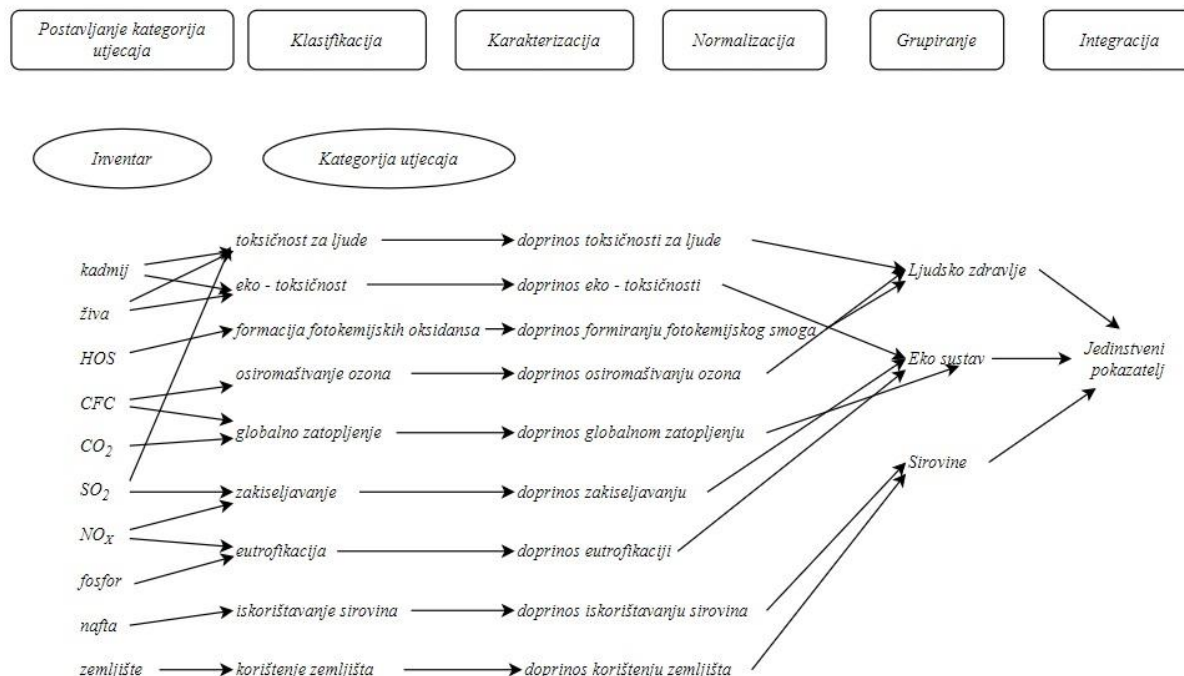 Postavljanje kategorija
utjecaja
Klasifikacija
Karakterizacija
Normalizacija
Grupiranje
Integracija
Inventar
Kategorija utjecaja
kadmij
živa
HOS
CFC
CO2
SO2
NOx
fosfor
nafta
zemljište
toksičnost za ljude
eko - toksičnost
formacija fotokemijskih oksidansa
osiromašivanje ozona
globalno zatopljenje
zakiseljavanje
eutrofikacija
iskorištavanje sirovina
korištenje zemljišta
doprinos toksičnosti za ljude
doprinos eko - toksičnosti
doprinos formiranju fotokemijskog smoga
doprinos osiromašivanju ozona
doprinos globalnom zatopljenju
doprinos zakiseljavanju
doprinos eutrofikaciji
doprinos iskorištavanju sirovina
doprinos korištenju zemljišta
Ljudsko zdravlje
Eko sustav
Sirovine
Jedinstveni
pokazatelj